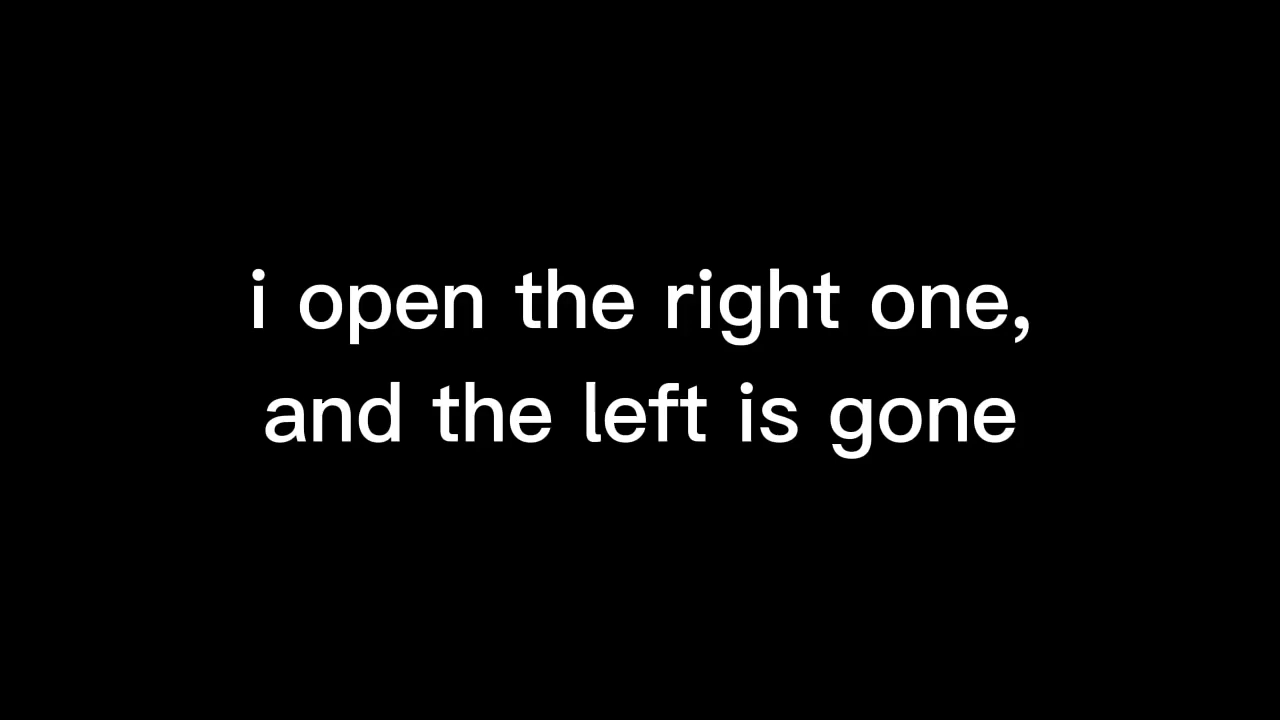 i open the right one,
and the left is gone